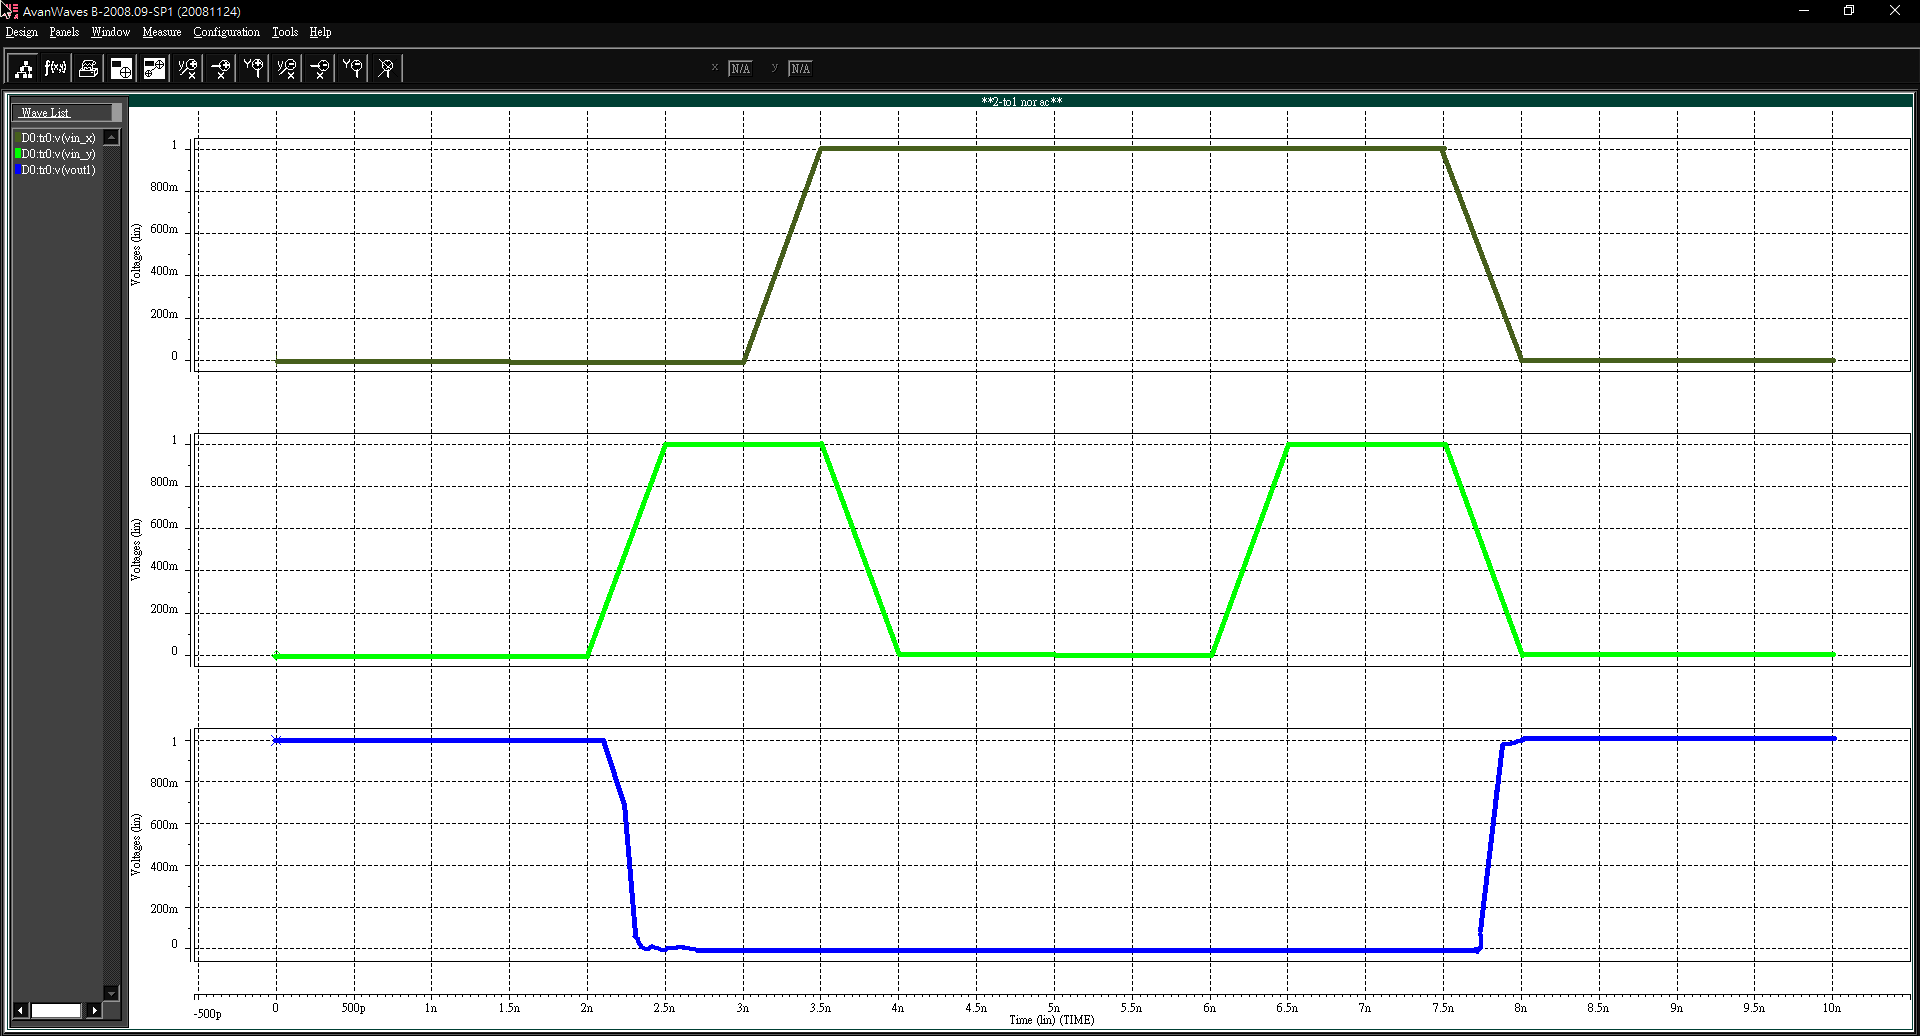 AvanWaves B-2008.09-SP1 (20081124)
Design Panels Window Measure Configuration Tools Help
f(x) x N/A y N/A
Wave List
**2-to1 nor ac**
D0:tr0:v(vin_x)
D0:tr0:v(vin_y)
D0:tr0:v(vout1)
Voltages (lin)
1
800m
600m
400m
200m
0
Voltages (lin)
1
800m
600m
400m
200m
0
Voltages (lin)
1
800m
600m
400m
200m
0
-500p 0 500p 1n 1.5n 2n 2.5n 3n 3.5n 4n 4.5n 5n 5.5n 6n 6.5n 7n 7.5n 8n 8.5n 9n 9.5n 10n
Time (lin) (TIME)